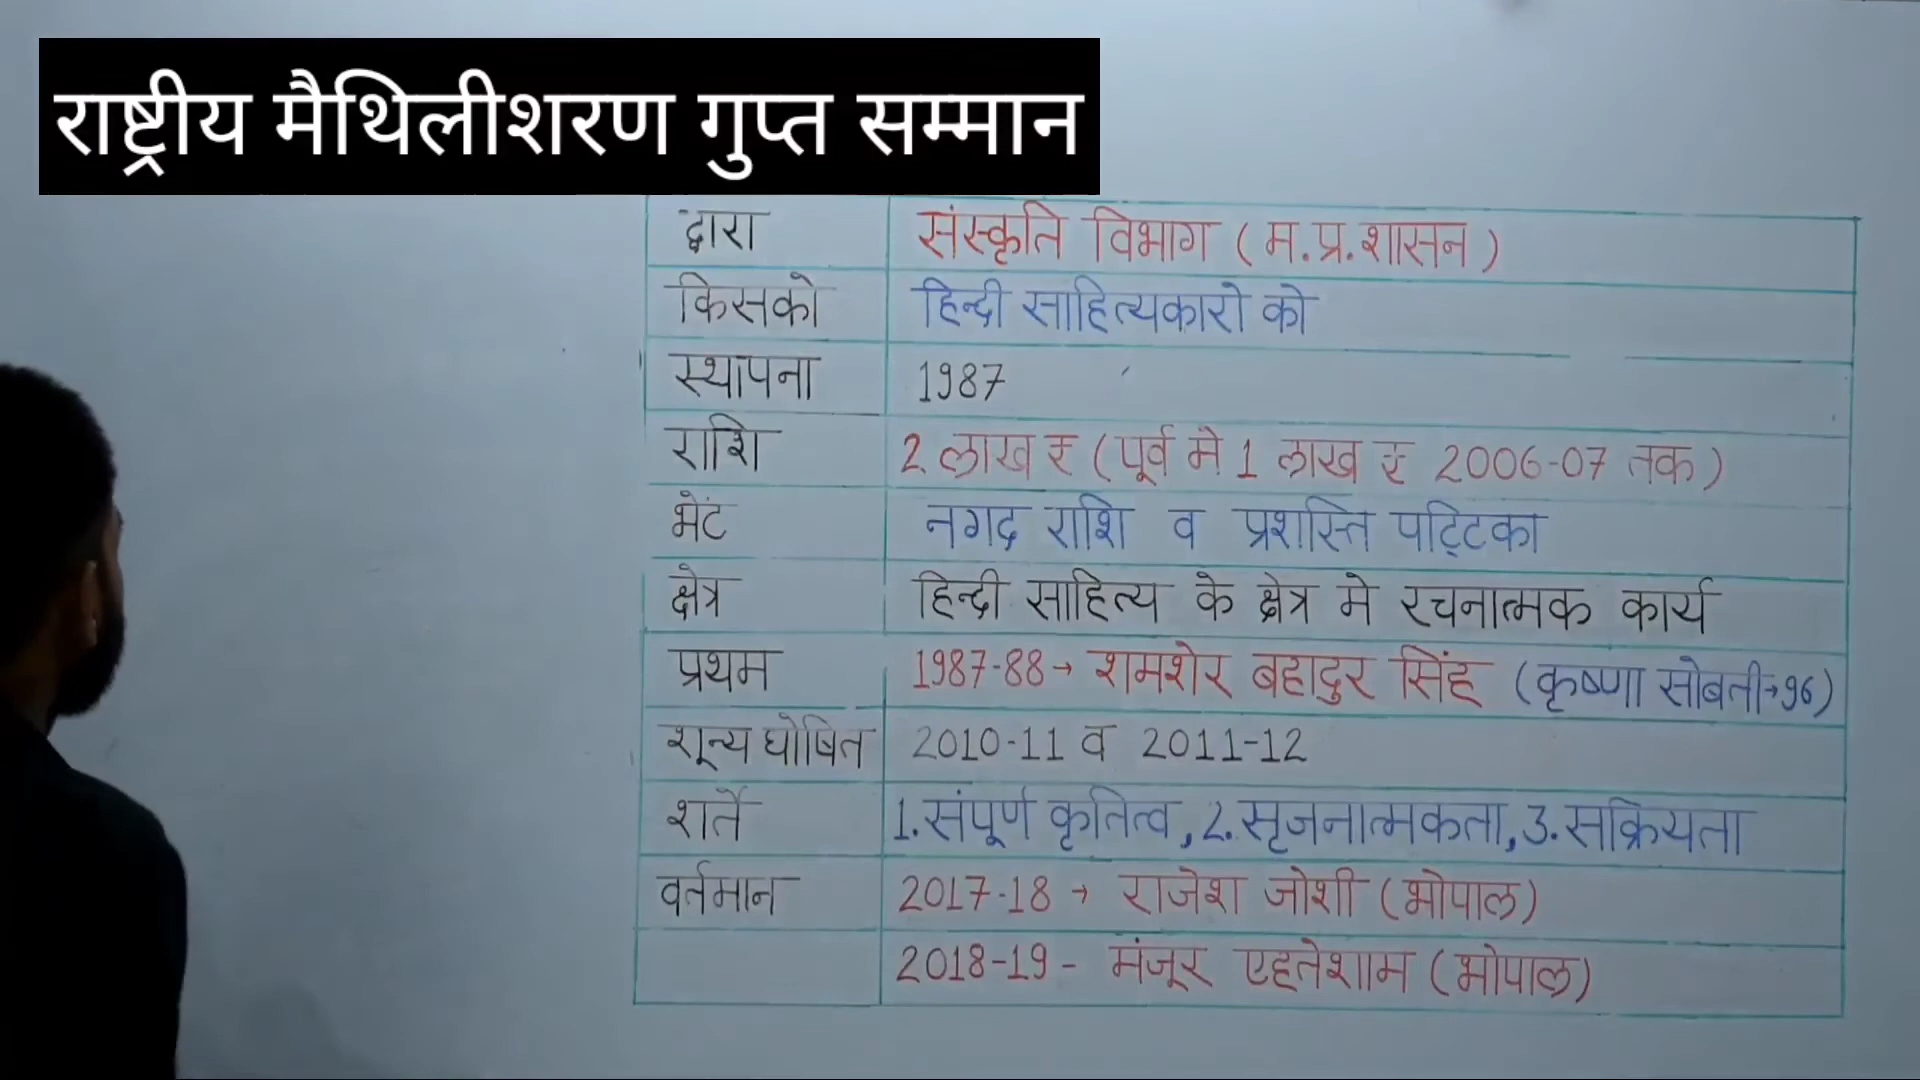 राष्ट्रीय मैथिलीशरण गुप्त सम्मान
द्वारा संस्कृति विभाग (म.प्र.शासन)
किसको हिन्दी साहित्यकारो को
स्थापना 1987
राशि 2 लाख ₹ (पूर्व मे 1 लाख ₹ 2006-07 तक)
भेंट नगद राशि व प्रशस्ति पट्टिका
क्षेत्र हिन्दी साहित्य के क्षेत्र मे रचनात्मक कार्य
प्रथम 1987-88→ शमशेर बहादुर सिंह (कृष्णा सोबती→96)
शून्य घोषित 2010-11 व 2011-12
शर्ते 1.संपूर्ण कृतित्व, 2.सृजनात्मकता, 3.सक्रियता
वर्तमान 2017-18 → राजेश जोशी (भोपाल)
2018-19 - मंजूर एहतेशाम (भोपाल)